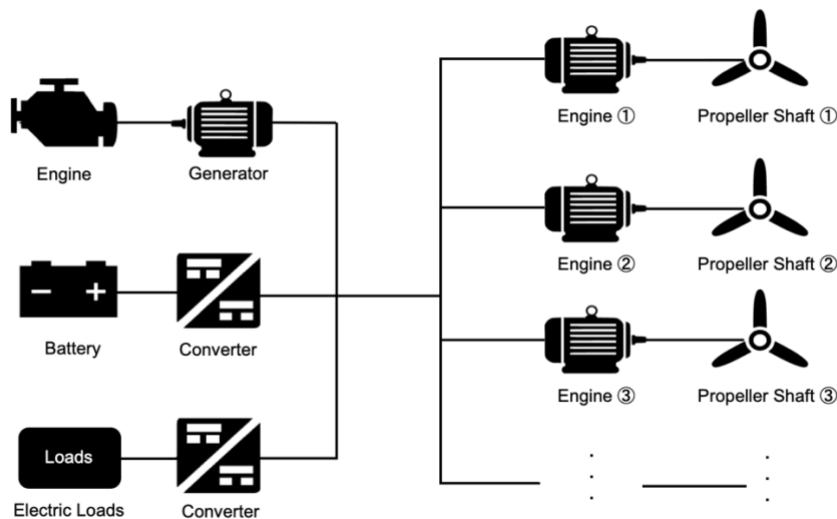 Engine
Generator
Battery
Converter
Loads
Electric Loads
Converter
Engine ①
Propeller Shaft ①
Engine ②
Propeller Shaft ②
Engine ③
Propeller Shaft ③